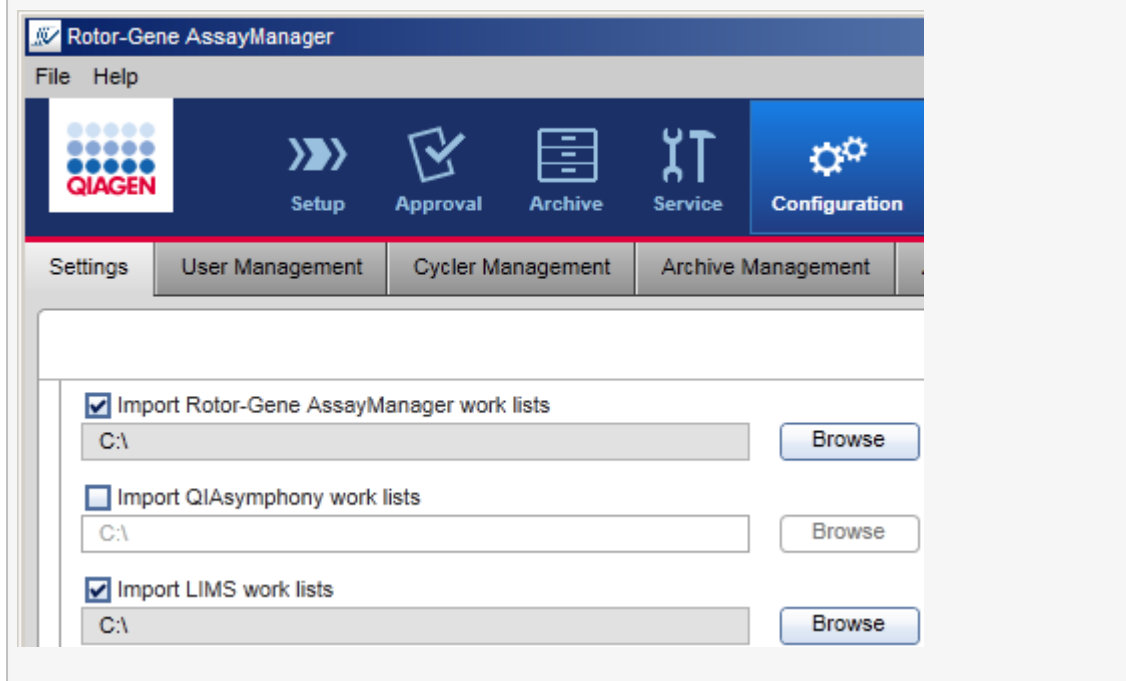 Rotor-Gene AssayManager
File Help
QIAGEN
Setup Approval Archive Service Configuration
Settings User Management Cycler Management Archive Management
Import Rotor-Gene AssayManager work lists
C:\ Browse
Import QIAsymphony work lists
C:\ Browse
Import LIMS work lists
C:\ Browse